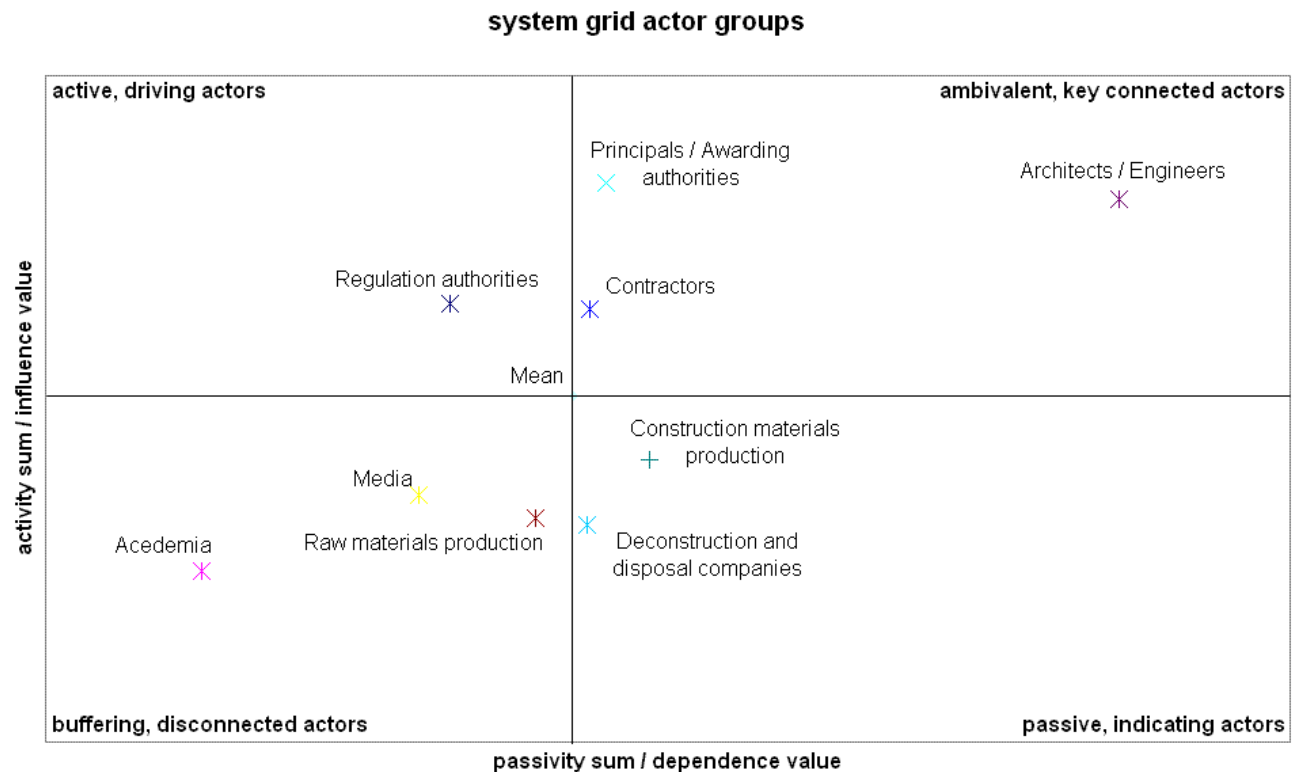 system grid actor groups
active, driving actors
ambivalent, key connected actors
Principals / Awarding
authorities
Architects / Engineers
Regulation authorities
Contractors
Mean
Construction materials
production
Media
Raw materials production
Acedemia
Deconstruction and
disposal companies
buffering, disconnected actors
passive, indicating actors
activity sum / influence value
passivity sum / dependence value